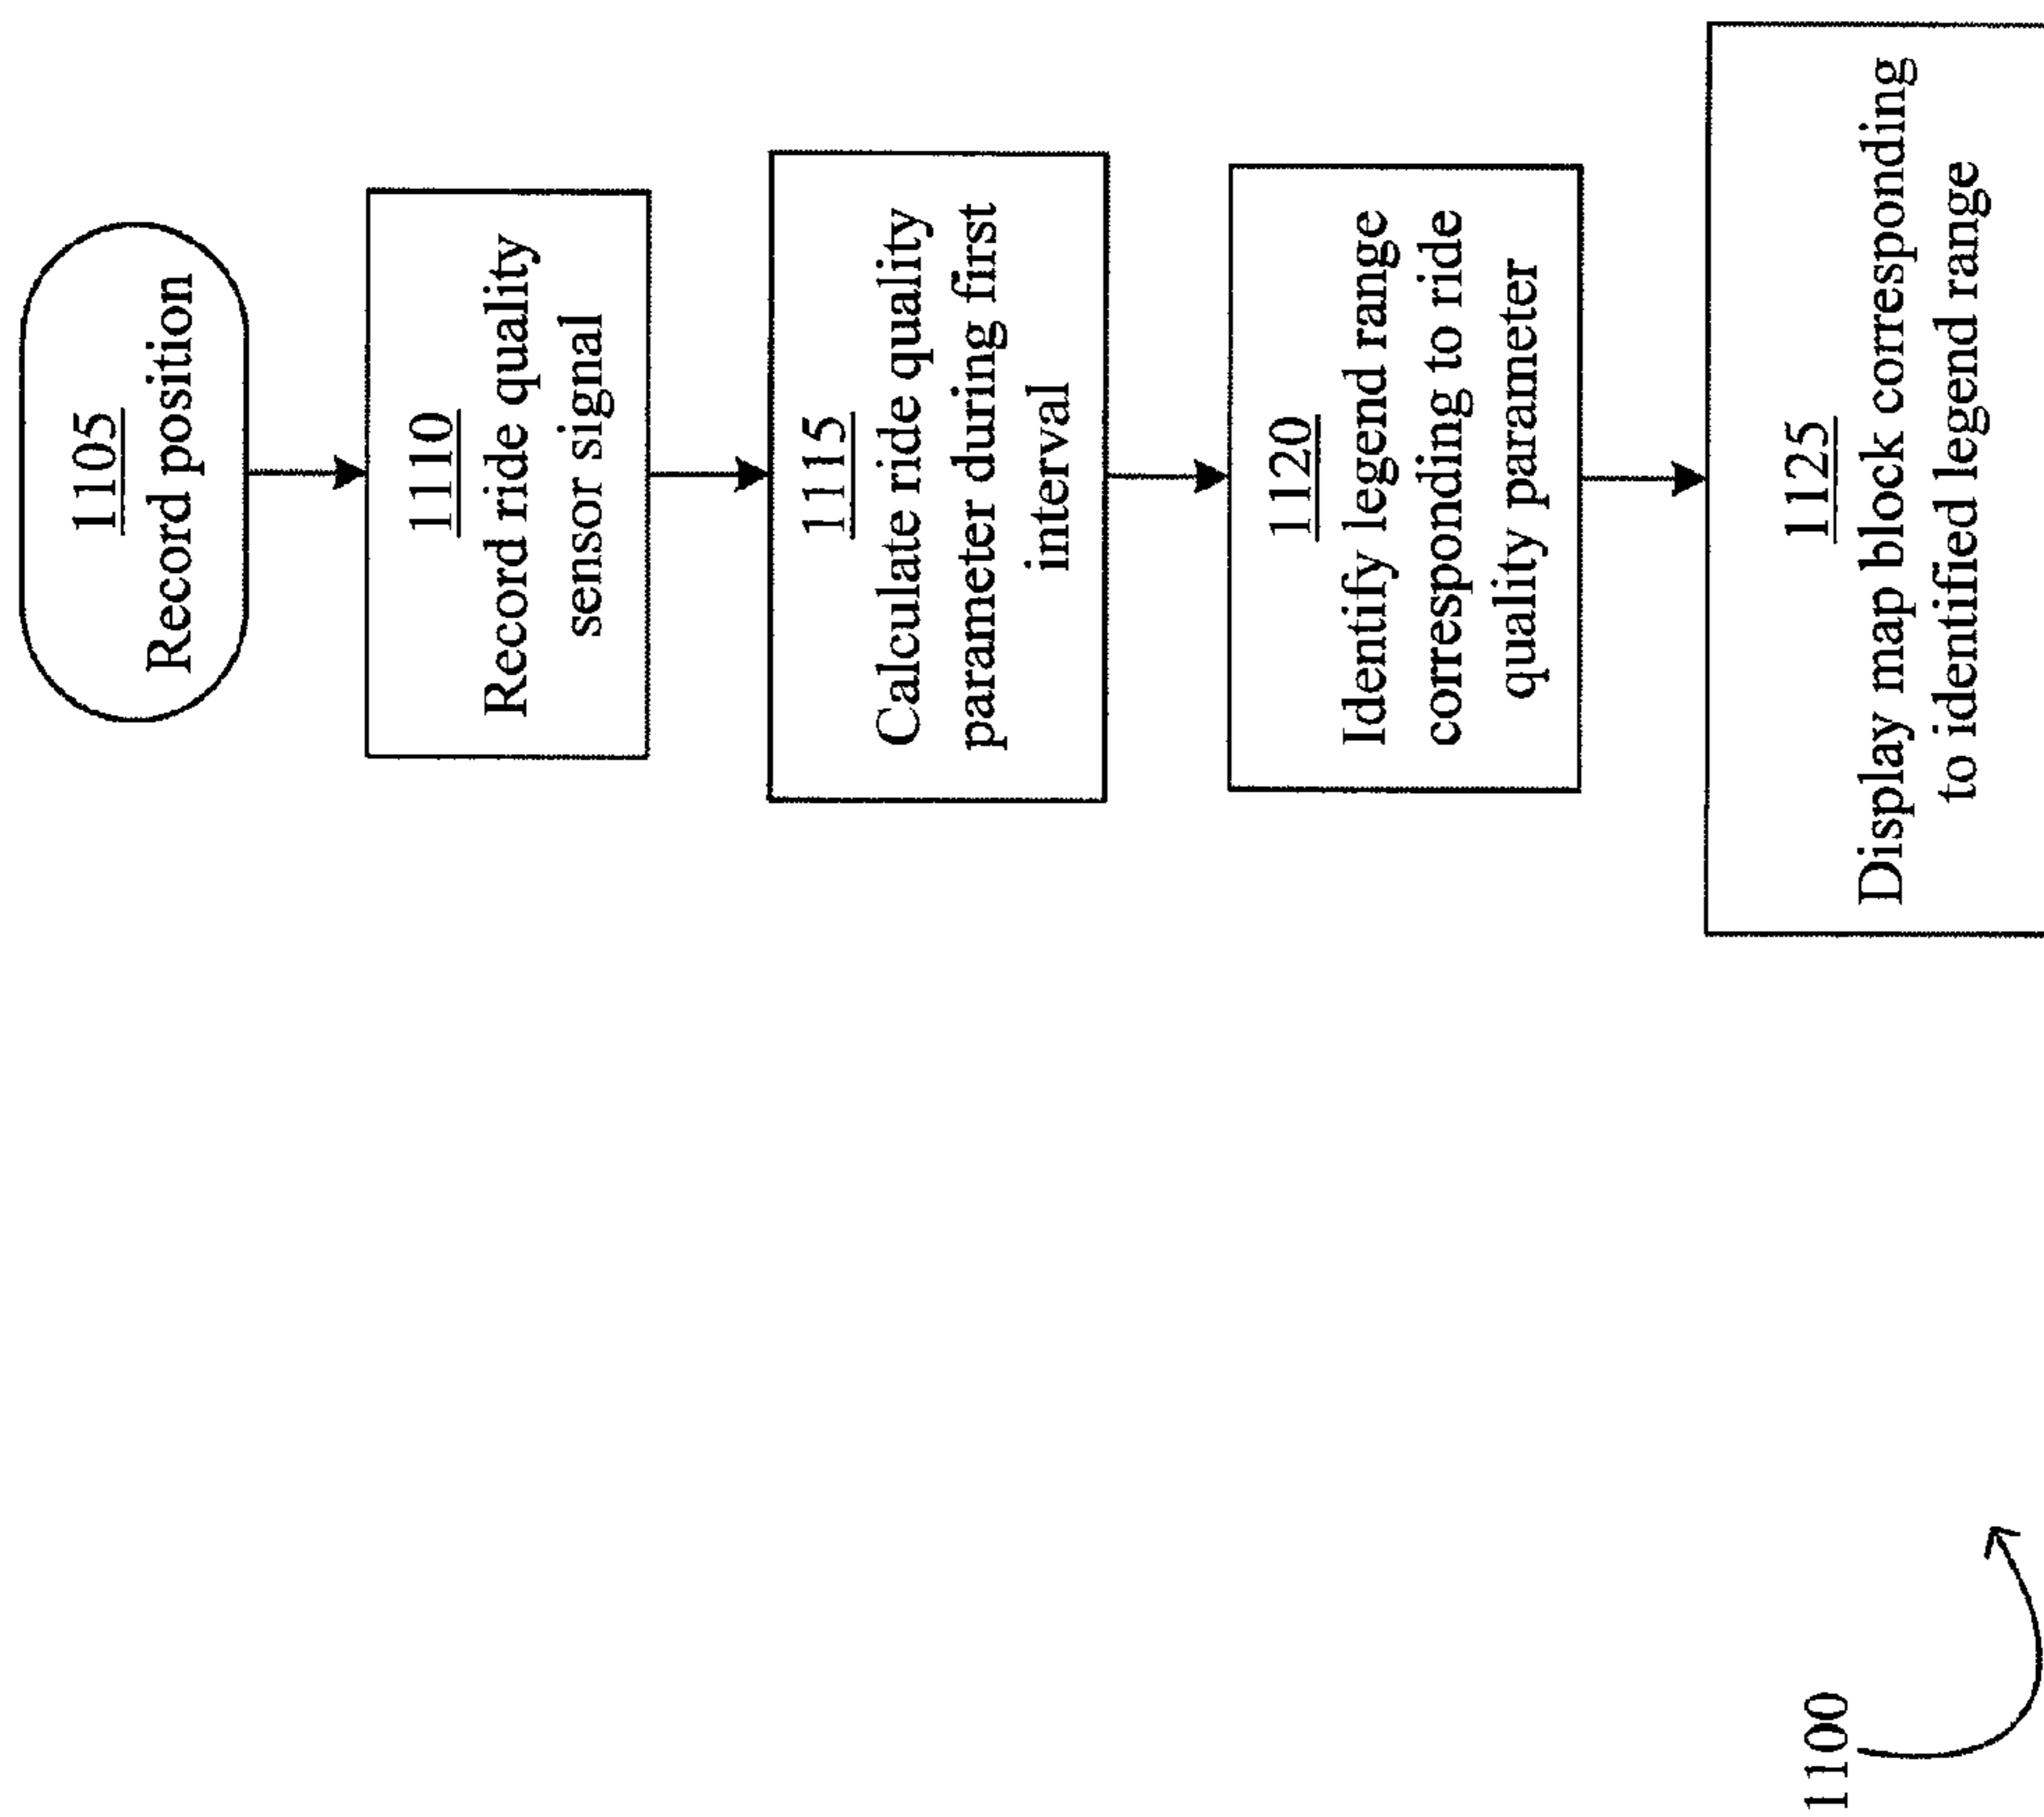 1105
Record position
1110
Record ride quality
sensor signal
1115
Calculate ride quality
parameter during first
interval
1120
Identify legend range
corresponding to ride
quality parameter
1125
Display map block corresponding
to identified legend range
1100